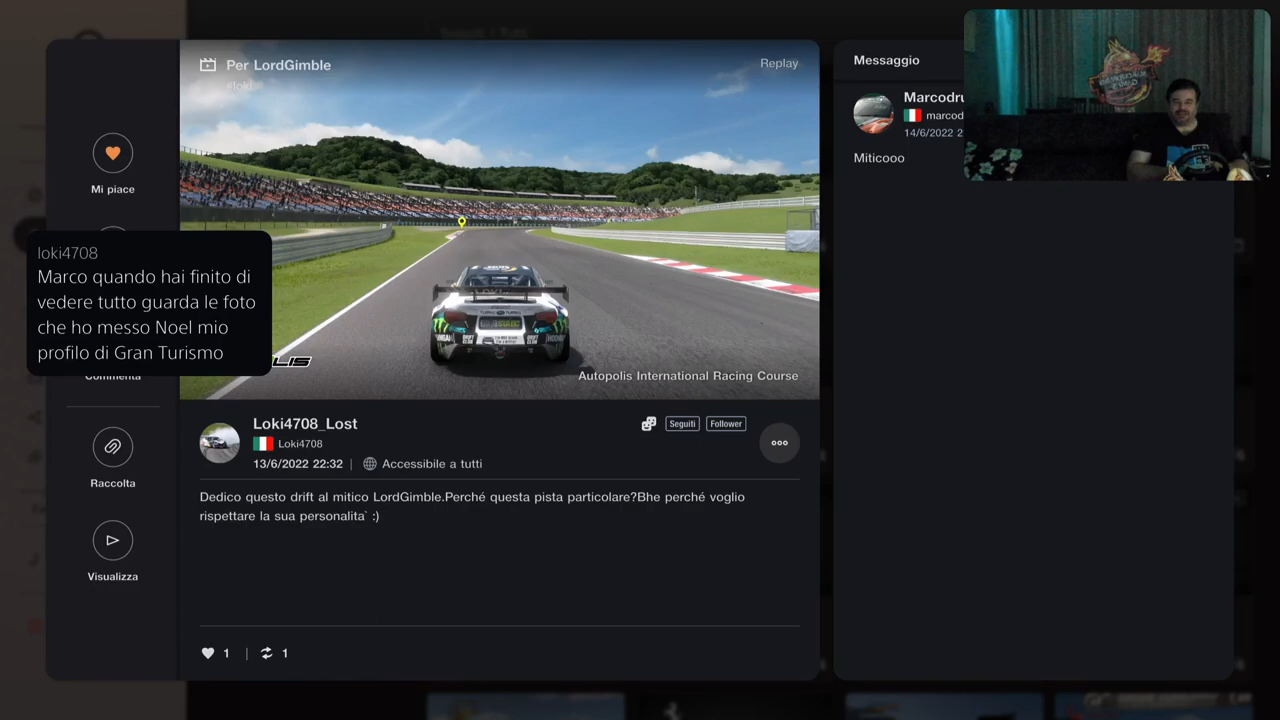 Per LordGimble
Replay
Mi piace
loki4708
Marco quando hai finito di
vedere tutto guarda le foto
che ho messo Noel mio
profilo di Gran Turismo
Commenta
Autopolis International Racing Course
Raccolta
Visualizza
Loki4708_Lost
Seguiti
Follower
Loki4708
13/6/2022 22:32 | Accessibile a tutti
Dedico questo drift al mitico LordGimble.Perché questa pista particolare?Bhe perché voglio
rispettare la sua personalita` :)
1 | 1
Messaggio
Marcodru
marcod
14/6/2022 2
Miticooo